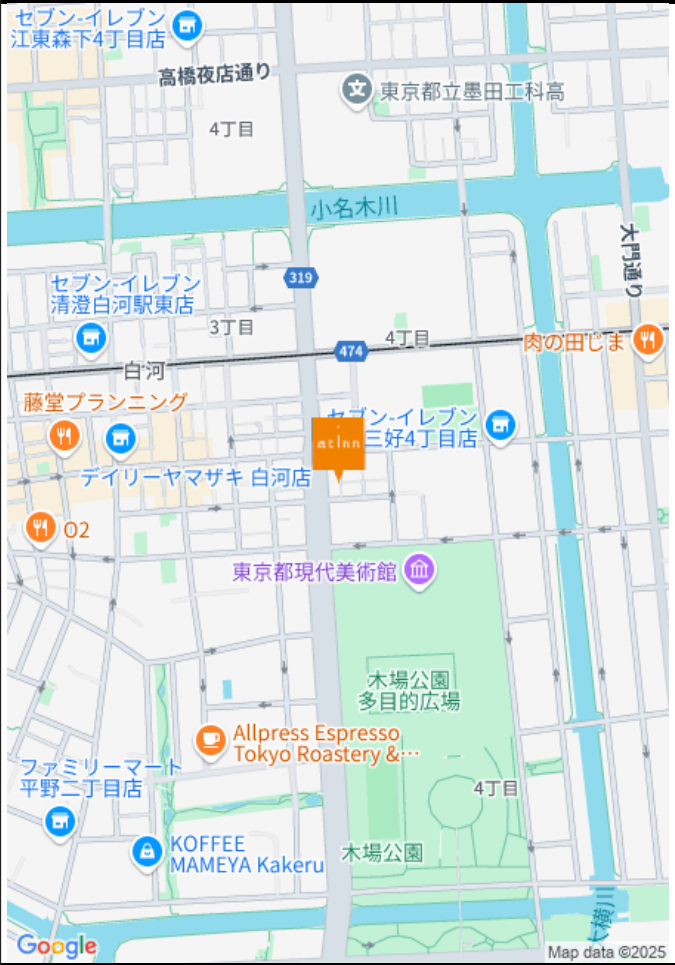 セブン-イレブン
江東森下4丁目店
高橋夜店通り
東京都立墨田工科高
4丁目
小名木川
大門通り
319
セブン-イレブン
清澄白河駅東店
3丁目
4丁目
474
肉の田じま
白河
藤堂プランニング
セブン-イレブン
三好4丁目店
at inn
デイリーヤマザキ 白河店
O2
東京都現代美術館
木場公園
多目的広場
Allpress Espresso
Tokyo Roastery &…
ファミリーマート
平野二丁目店
4丁目
KOFFEE
MAMEYA Kakeru
木場公園
大横川
Google
Map data ©2025